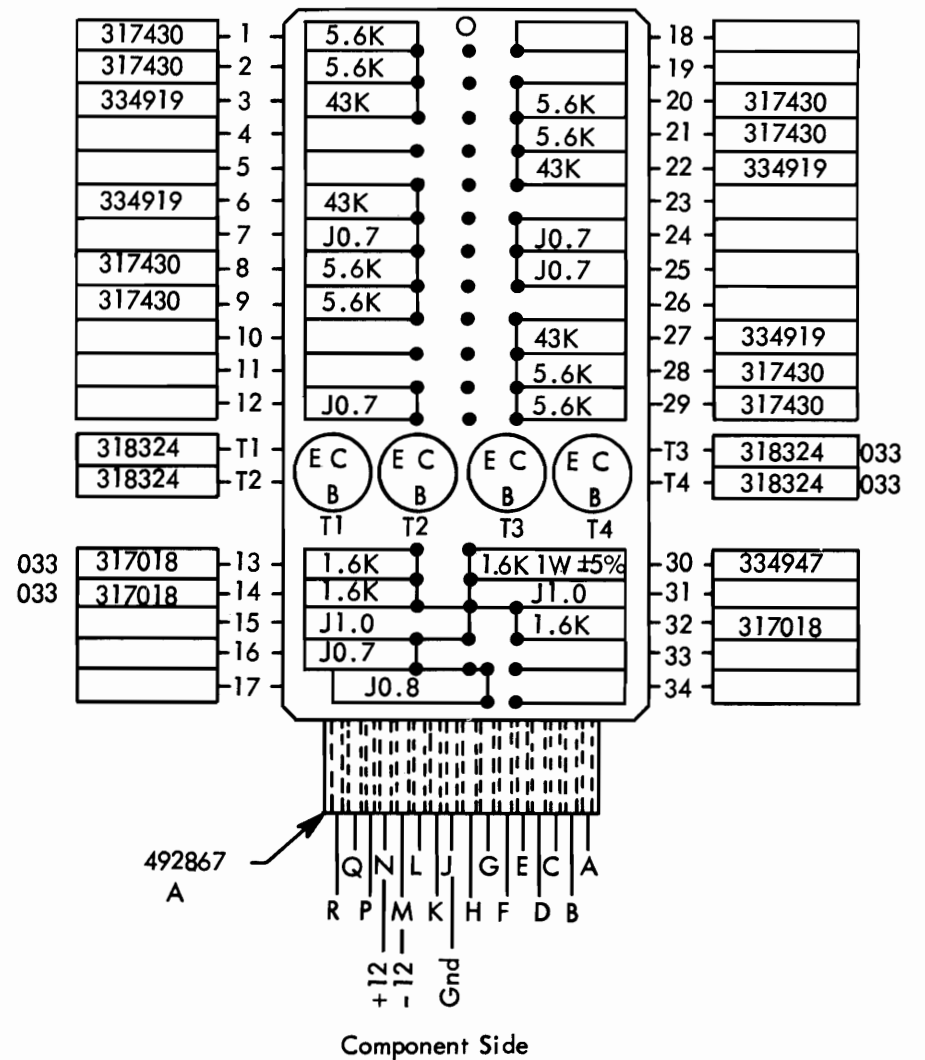 317430 1 5.6K 18
317430 2 5.6K 19
334919 3 43K 5.6K 20 317430
4 5.6K 21 317430
5 43K 22 334919
334919 6 43K 23
7 J0.7 J0.7 24
317430 8 5.6K J0.7 25
317430 9 5.6K 26
10 43K 27 334919
11 5.6K 28 317430
12 J0.7 5.6K 29 317430
318324 T1 E C E C E C E C T3 318324 033
318324 T2 B B B B T4 318324 033
T1 T2 T3 T4
033 317018 13 1.6K 1.6K 1W ±5% 30 334947
033 317018 14 1.6K J1.0 31
15 J1.0 1.6K 32 317018
16 J0.7 33
17 J0.8 34
492867
A
Q N L J G E C A
R P M K H F D B
+12 -12 Gnd
Component Side